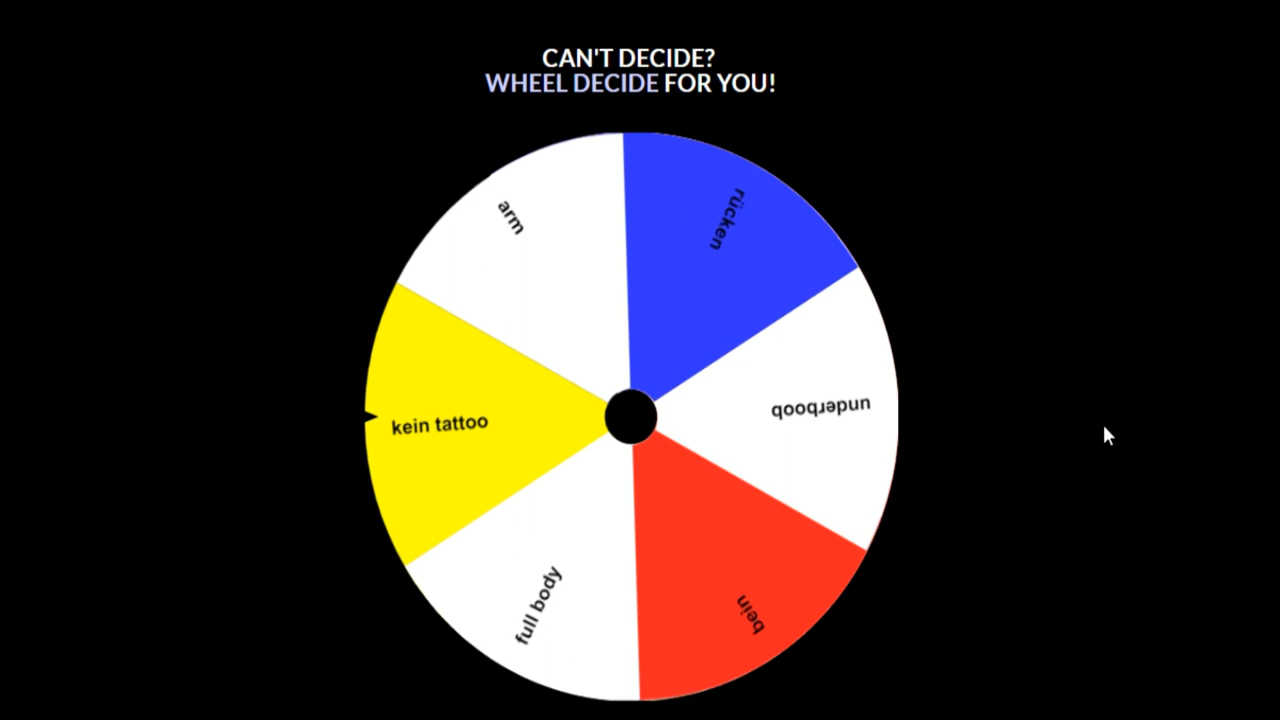 CAN'T DECIDE?
WHEEL DECIDE FOR YOU!
arm
rücken
kein tattoo
underboob
full body
bein